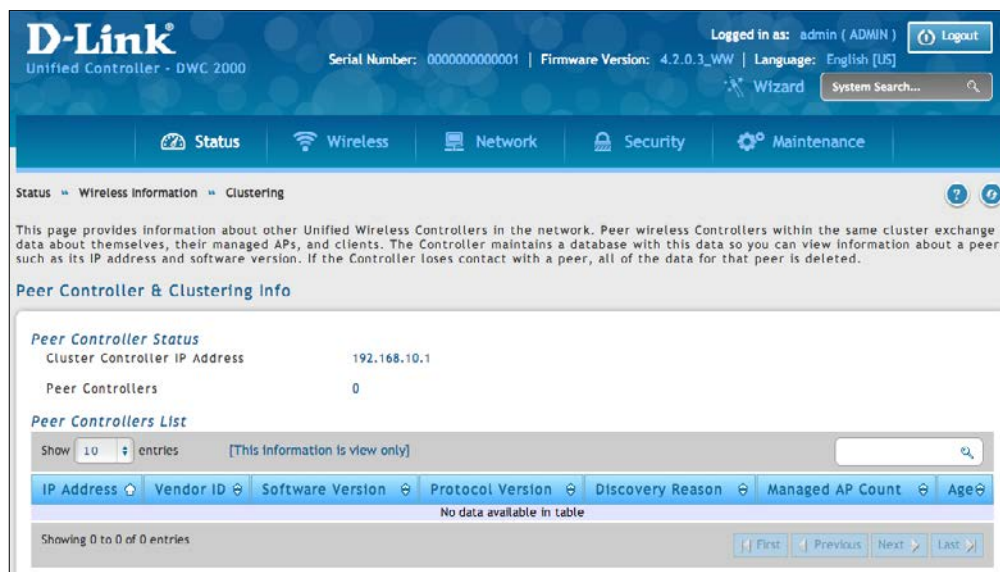 D-Link®
Unified Controller - DWC 2000
Logged in as: admin ( ADMIN ) Logout
Serial Number: 0000000000001 | Firmware Version: 4.2.0.3_WW | Language: English [US]
Wizard System Search...
Status Wireless Network Security Maintenance
Status » Wireless Information » Clustering
This page provides information about other Unified Wireless Controllers in the network. Peer wireless Controllers within the same cluster exchange
data about themselves, their managed APs, and clients. The Controller maintains a database with this data so you can view information about a peer
such as its IP address and software version. If the Controller loses contact with a peer, all of the data for that peer is deleted.
Peer Controller & Clustering Info
Peer Controller Status
Cluster Controller IP Address 192.168.10.1
Peer Controllers 0
Peer Controllers List
Show 10 entries [This information is view only]
IP Address Vendor ID Software Version Protocol Version Discovery Reason Managed AP Count Age
No data available in table
Showing 0 to 0 of 0 entries First Previous Next Last